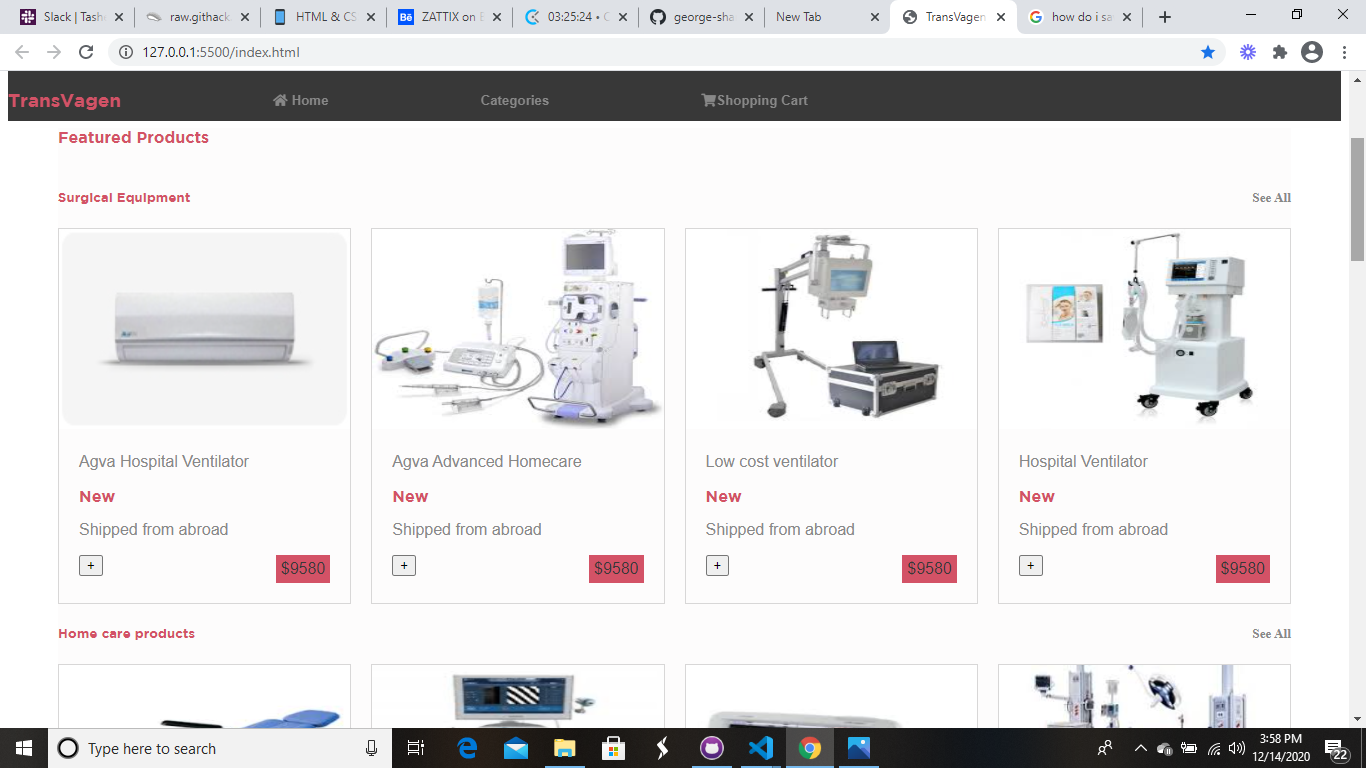 Slack | Tash
raw.githack.
HTML & CS
ZATTIX on B
03:25:24 • C
george-sha
New Tab
TransVagen
how do i sa
127.0.0.1:5500/index.html
TransVagen Home Categories Shopping Cart
Featured Products
Surgical Equipment See All
Agva Hospital Ventilator Agva Advanced Homecare Low cost ventilator Hospital Ventilator
New New New New
Shipped from abroad Shipped from abroad Shipped from abroad Shipped from abroad
+ $9580 + $9580 + $9580 + $9580
Home care products See All
Type here to search
3:58 PM
12/14/2020
22